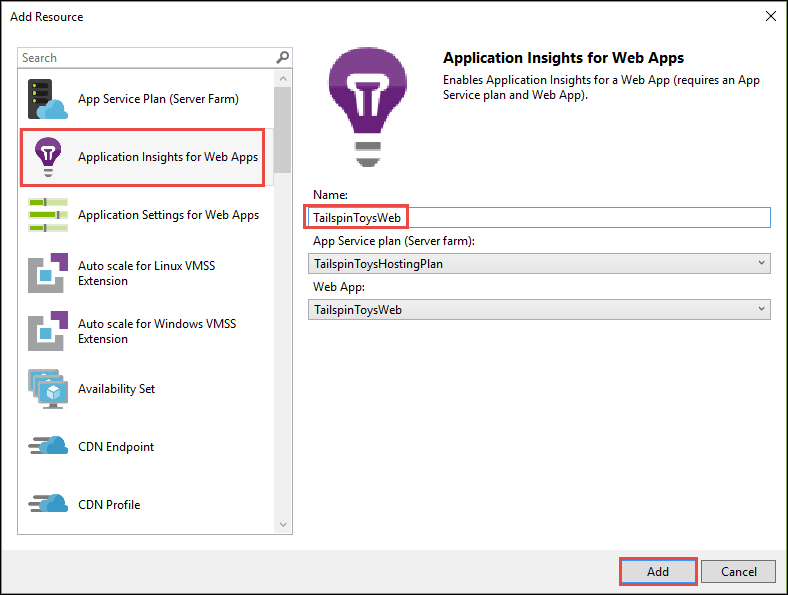 Add Resource
Search
App Service Plan (Server Farm)
Application Insights for Web Apps
Application Settings for Web Apps
Auto scale for Linux VMSS
Extension
Auto scale for Windows VMSS
Extension
Availability Set
CDN Endpoint
CDN Profile
Application Insights for Web Apps
Enables Application Insights for a Web App (requires an App
Service plan and Web App).
Name:
TailspinToysWeb
App Service plan (Server farm):
TailspinToysHostingPlan
Web App:
TailspinToysWeb
Add
Cancel